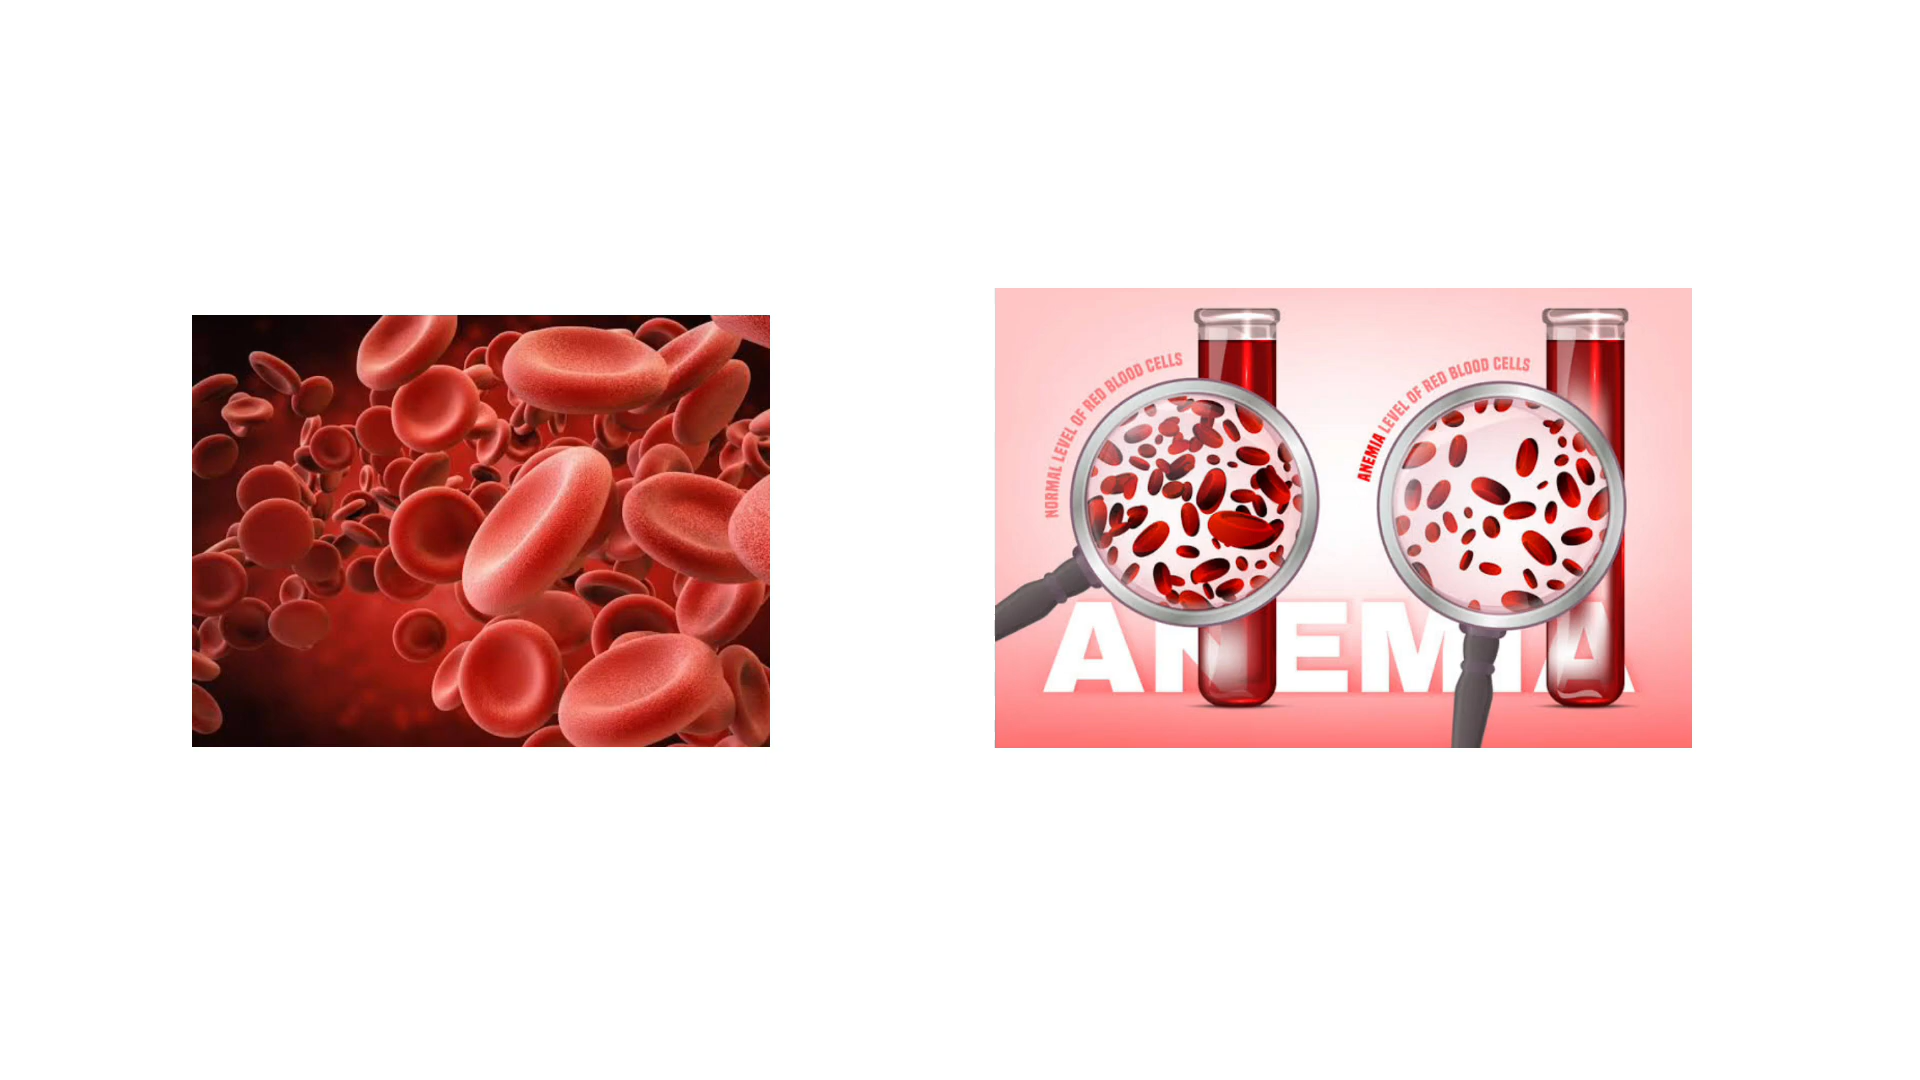 NORMAL LEVEL OF RED BLOOD CELLS
ANEMIA LEVEL OF RED BLOOD CELLS
ANEMIA